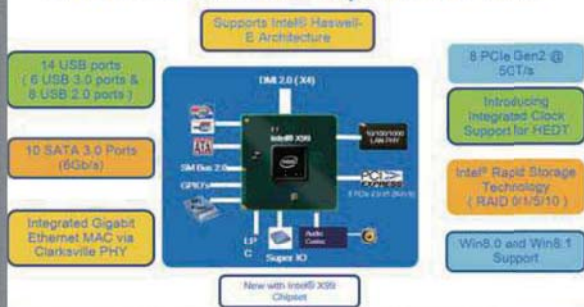 Supports Intel® Haswell-
E Architecture
14 USB ports
( 6 USB 3.0 ports &
8 USB 2.0 ports )
10 SATA 3.0 Ports
(6Gb/s)
Integrated Gigabit
Ethernet MAC via
Clarksville PHY
DMI 2.0 ( X4)
SATA
SM Bus 2.0
GPIO's
LP
C
Super IO
Intel® X99
(intel)
10/100/1000
LAN PHY
PCI
EXPRESS
Audio
Codec
New with Intel® X99
Chipset
8 PCIe Gen2 @
5GT/s
Introducing
Integrated Clock
Support for HEDT
Intel® Rapid Storage
Technology
( RAID 0/1/5/10 )
Win8.0 and Win8.1
Support